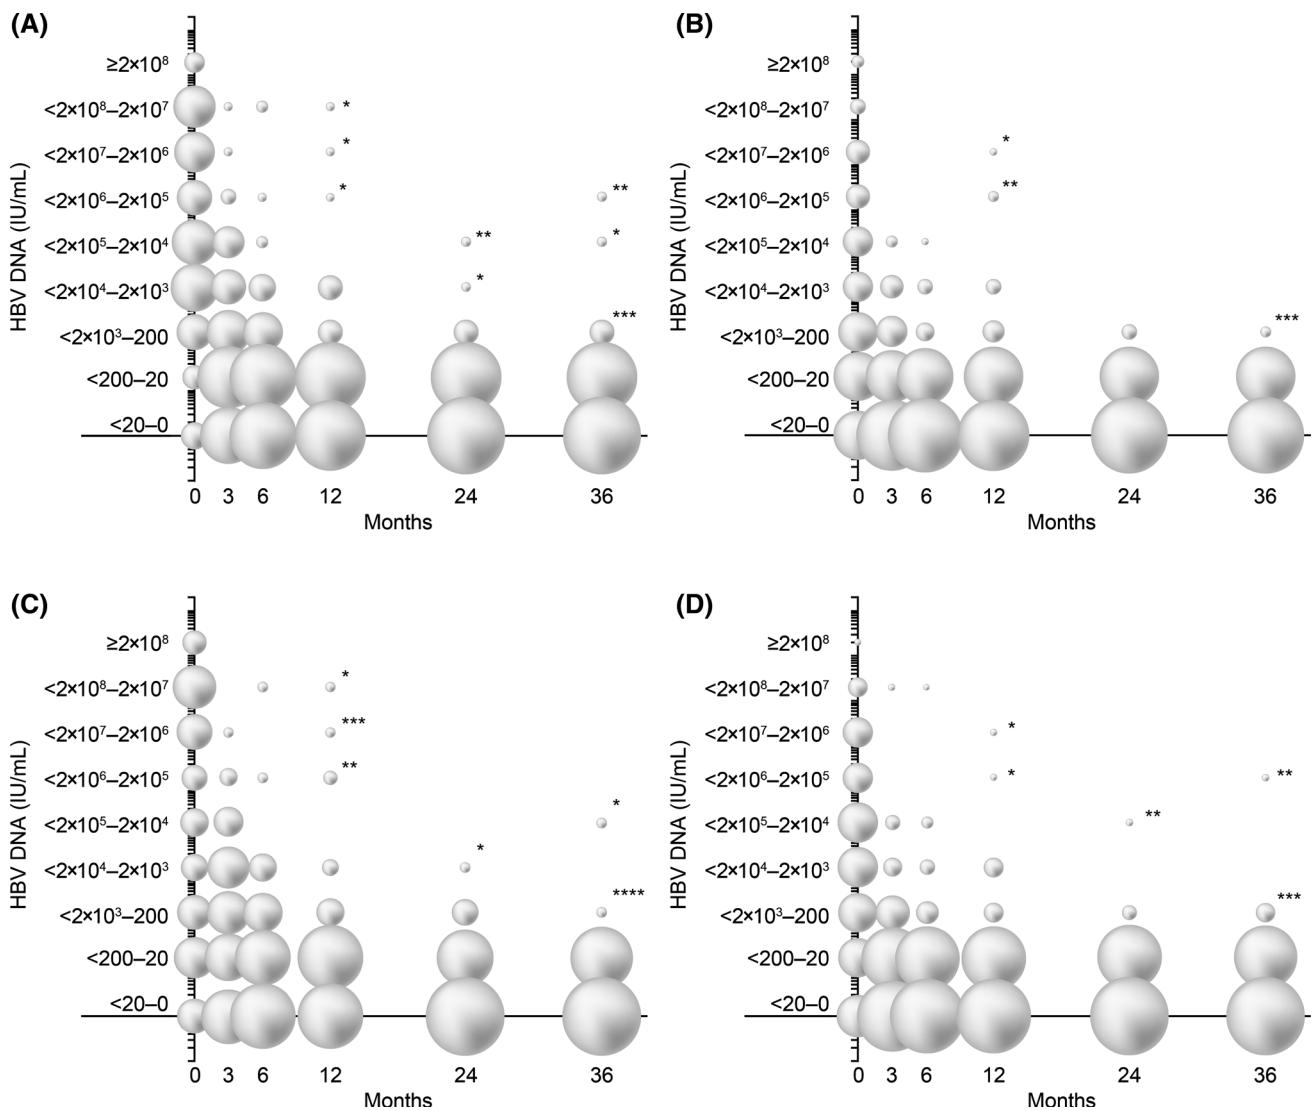 (A)
HBV DNA (IU/mL)
≥2×10⁸
<2×10⁸–2×10⁷ *
<2×10⁷–2×10⁶ *
<2×10⁶–2×10⁵ * **
<2×10⁵–2×10⁴ ** *
<2×10⁴–2×10³ *
<2×10³–200 ***
<200–20
<20–0
0 3 6 12 24 36
Months
(B)
HBV DNA (IU/mL)
≥2×10⁸
<2×10⁸–2×10⁷
<2×10⁷–2×10⁶ *
<2×10⁶–2×10⁵ **
<2×10⁵–2×10⁴
<2×10⁴–2×10³
<2×10³–200 ***
<200–20
<20–0
0 3 6 12 24 36
Months
(C)
HBV DNA (IU/mL)
≥2×10⁸
<2×10⁸–2×10⁷ *
<2×10⁷–2×10⁶ ***
<2×10⁶–2×10⁵ **
<2×10⁵–2×10⁴ *
<2×10⁴–2×10³ *
<2×10³–200 ****
<200–20
<20–0
0 3 6 12 24 36
Months
(D)
HBV DNA (IU/mL)
≥2×10⁸
<2×10⁸–2×10⁷
<2×10⁷–2×10⁶ *
<2×10⁶–2×10⁵ * **
<2×10⁵–2×10⁴ **
<2×10⁴–2×10³
<2×10³–200 ***
<200–20
<20–0
0 3 6 12 24 36
Months